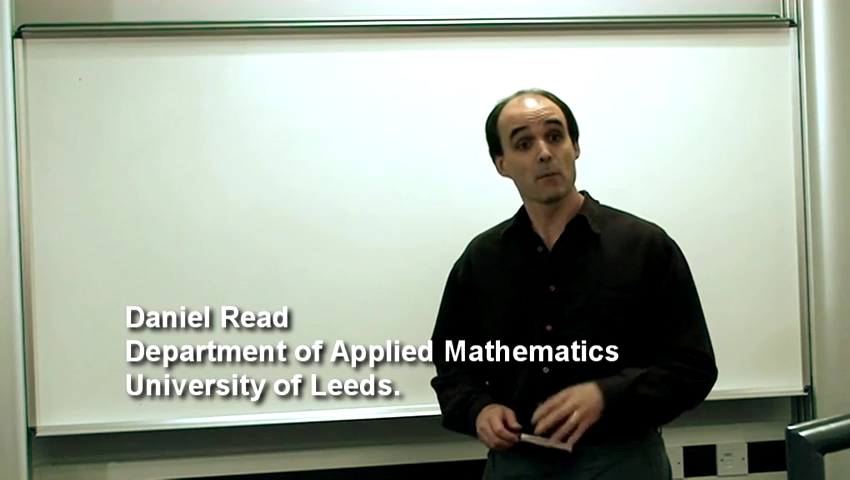 Daniel Read
Department of Applied Mathematics
University of Leeds.